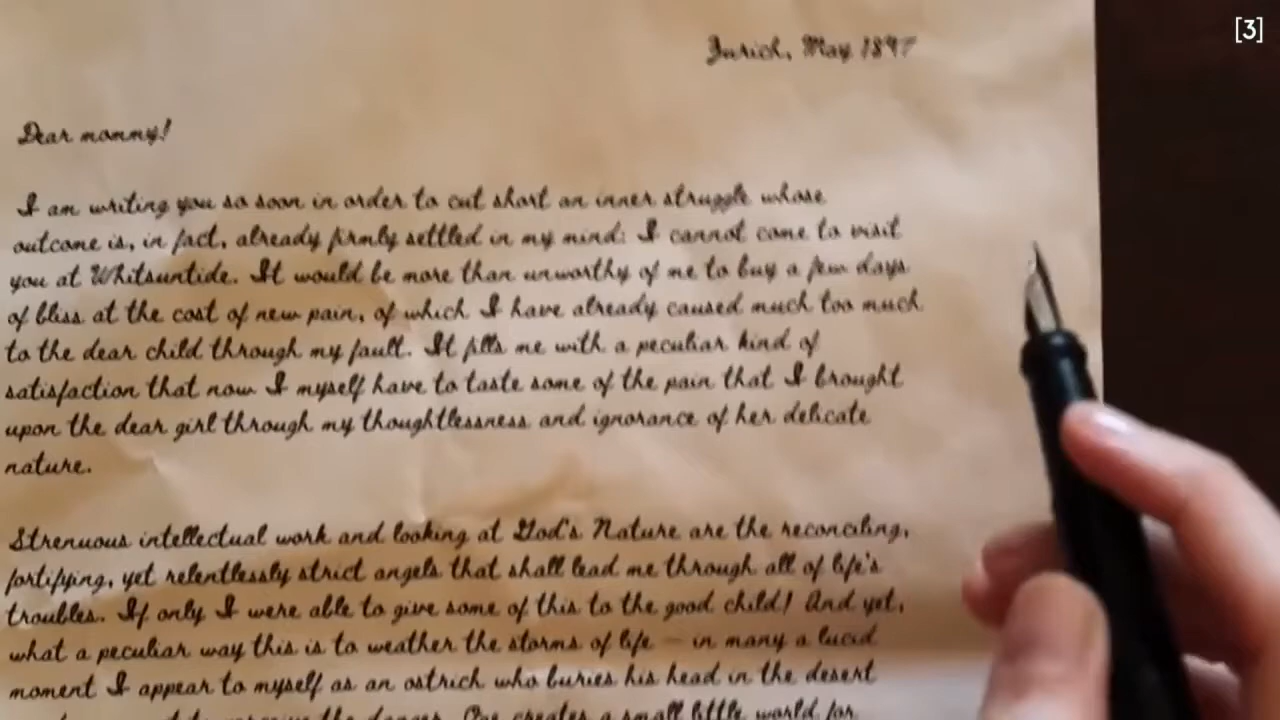 [3]
Zurich, May 1897
Dear mommy!
I am writing you so soon in order to cut short an inner struggle whose
outcome is, in fact, already firmly settled in my mind: I cannot come to visit
you at Whitsuntide. It would be more than unworthy of me to buy a few days
of bliss at the cost of new pain, of which I have already caused much too much
to the dear child through my fault. It fills me with a peculiar kind of
satisfaction that now I myself have to taste some of the pain that I brought
upon the dear girl through my thoughtlessness and ignorance of her delicate
nature.
Strenuous intellectual work and looking at God's Nature are the reconciling,
fortifying, yet relentlessly strict angels that shall lead me through all of life's
troubles. If only I were able to give some of this to the good child! And yet,
what a peculiar way this is to weather the storms of life — in many a lucid
moment I appear to myself as an ostrich who buries his head in the desert
the danger. One creates a small little world for